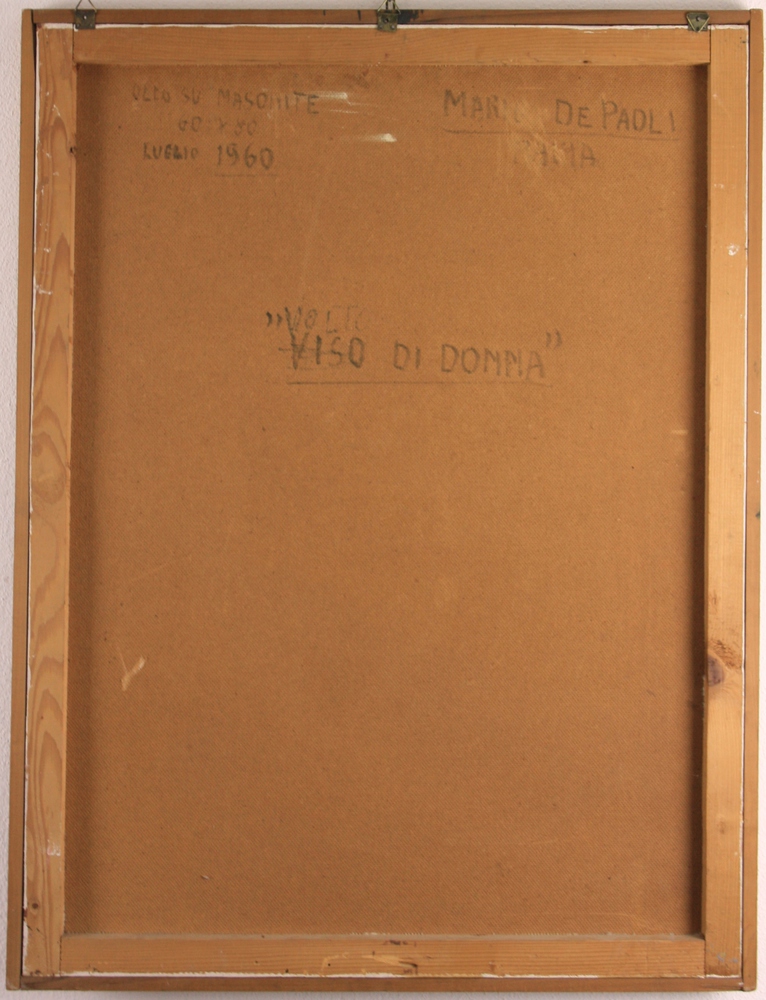 OLIO SU MASONITE
60 X 80
LUGLIO 1960
DE PAOLI
"VOLTO
VISO DI DONNA"